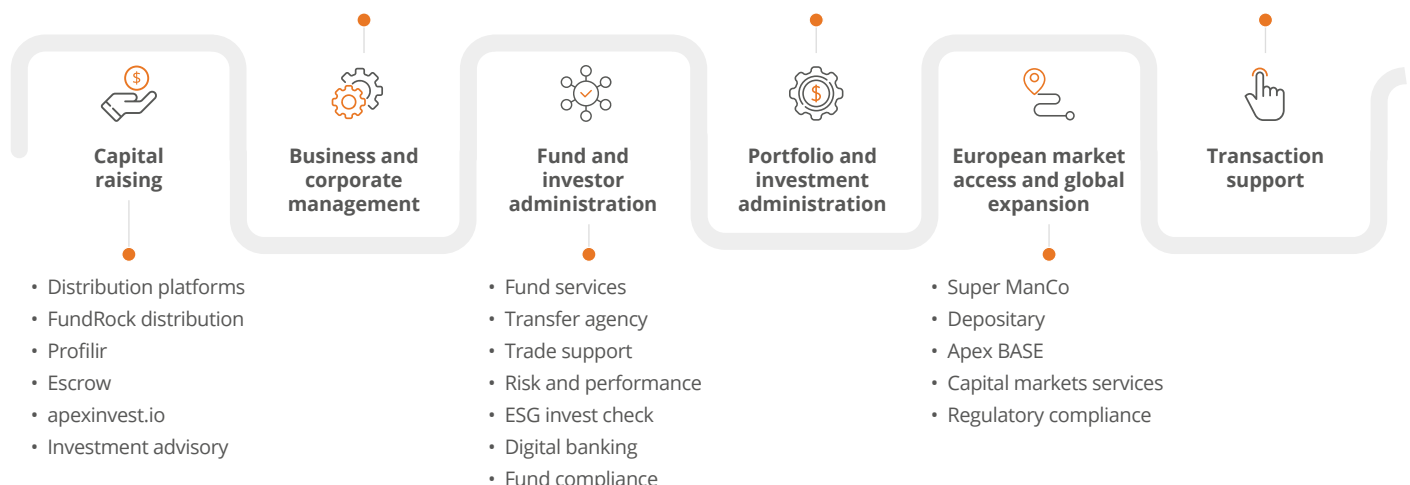 Capital
raising
Business and
corporate
management
Fund and
investor
administration
Portfolio and
investment
administration
European market
access and global
expansion
Transaction
support
• Distribution platforms
• FundRock distribution
• Profilir
• Escrow
• apexinvest.io
• Investment advisory
• Fund services
• Transfer agency
• Trade support
• Risk and performance
• ESG invest check
• Digital banking
• Fund compliance
• Super ManCo
• Depositary
• Apex BASE
• Capital markets services
• Regulatory compliance